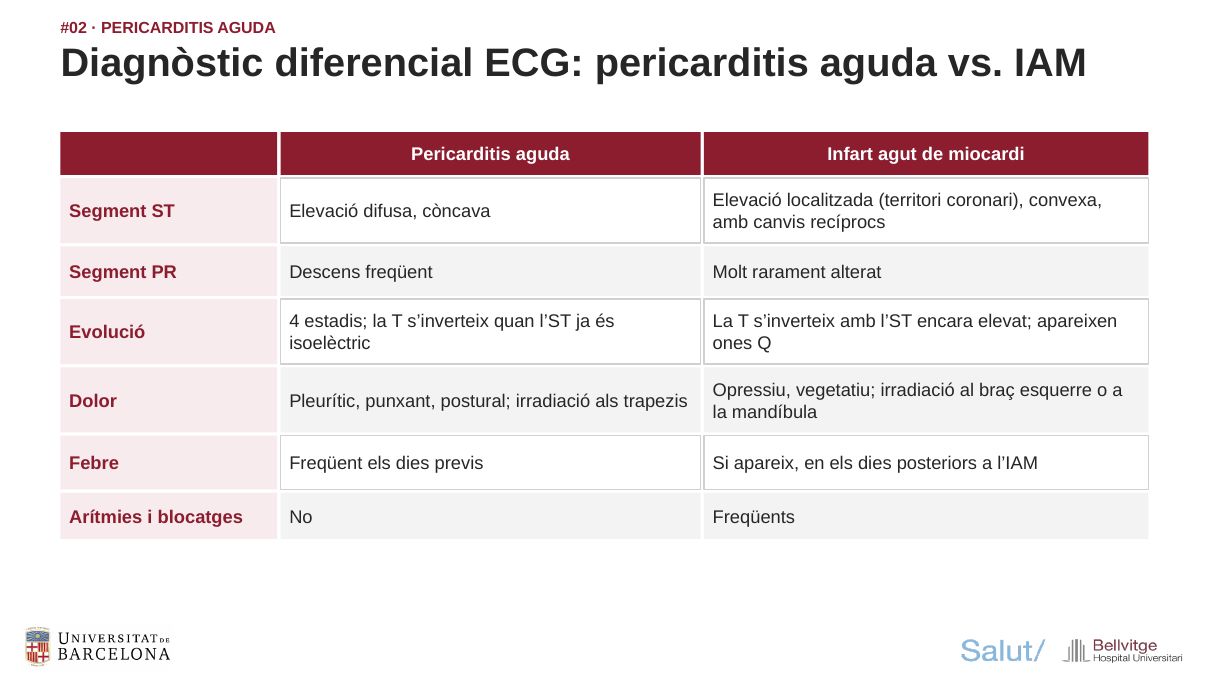 #02 · PERICARDITIS AGUDA
Diagnòstic diferencial ECG: pericarditis aguda vs. IAM
Pericarditis aguda
Infart agut de miocardi
Segment ST
Elevació difusa, còncava
Elevació localitzada (territori coronari), convexa,
amb canvis recíprocs
Segment PR
Descens freqüent
Molt rarament alterat
Evolució
4 estadis; la T s’inverteix quan l’ST ja és
isoelèctric
La T s’inverteix amb l’ST encara elevat; apareixen
ones Q
Dolor
Pleurític, punxant, postural; irradiació als trapezis
Opressiu, vegetatiu; irradiació al braç esquerre o a
la mandíbula
Febre
Freqüent els dies previs
Si apareix, en els dies posteriors a l’IAM
Arítmies i blocatges
No
Freqüents
UNIVERSITAT DE
BARCELONA
Salut/
Bellvitge
Hospital Universitari